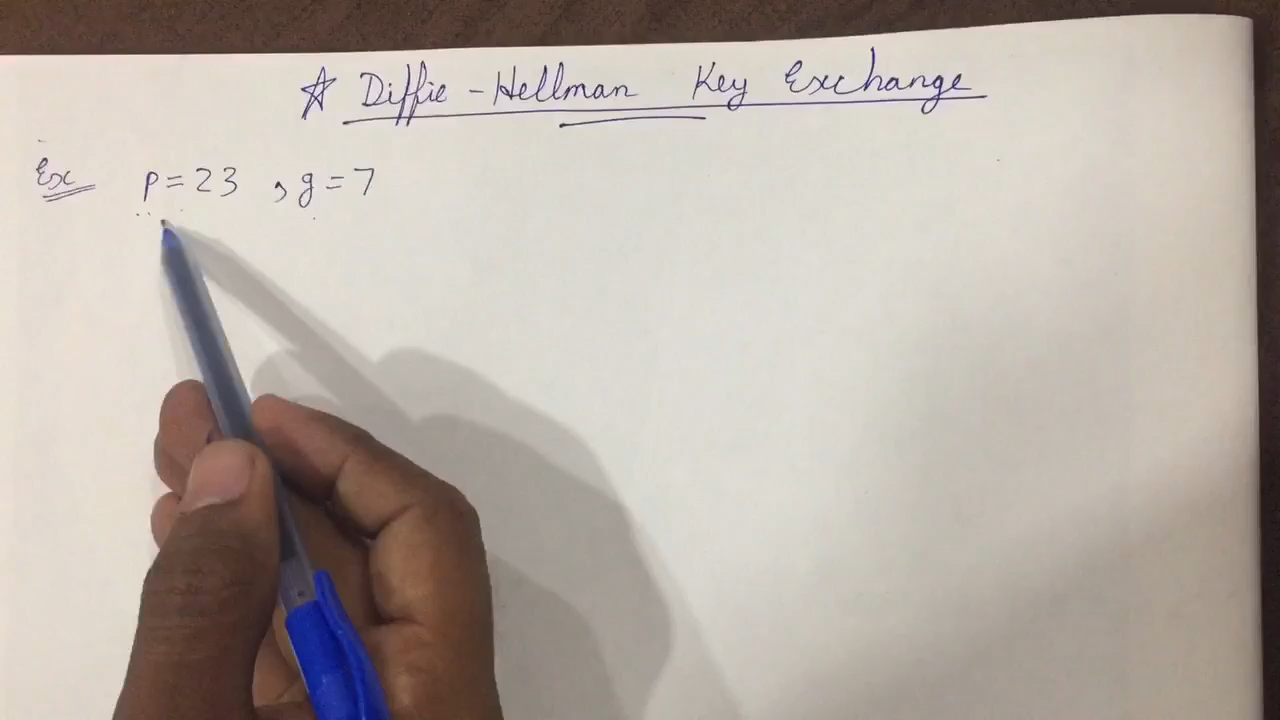 ☆ Diffie - Hellman Key Exchange
Ex p = 23 , g = 7